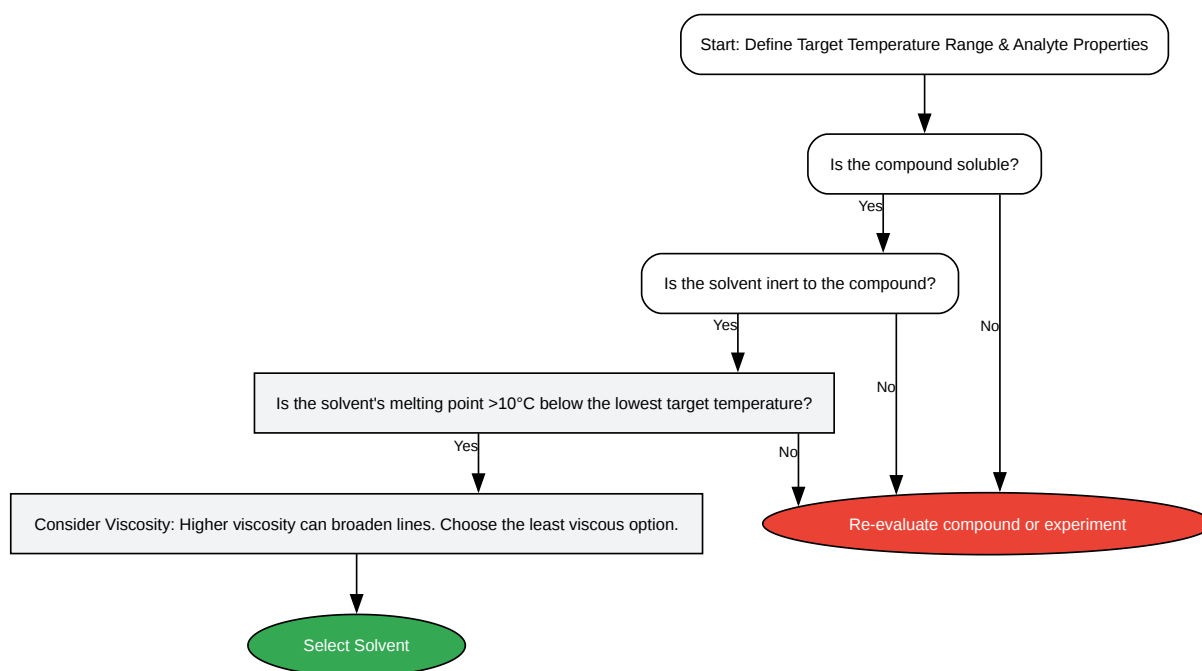 Start: Define Target Temperature Range & Analyte Properties
Is the compound soluble?
Yes
Is the solvent inert to the compound?
Yes
No
No
Is the solvent's melting point >10°C below the lowest target temperature?
Yes
No
Consider Viscosity: Higher viscosity can broaden lines. Choose the least viscous option.
Re-evaluate compound or experiment
Select Solvent